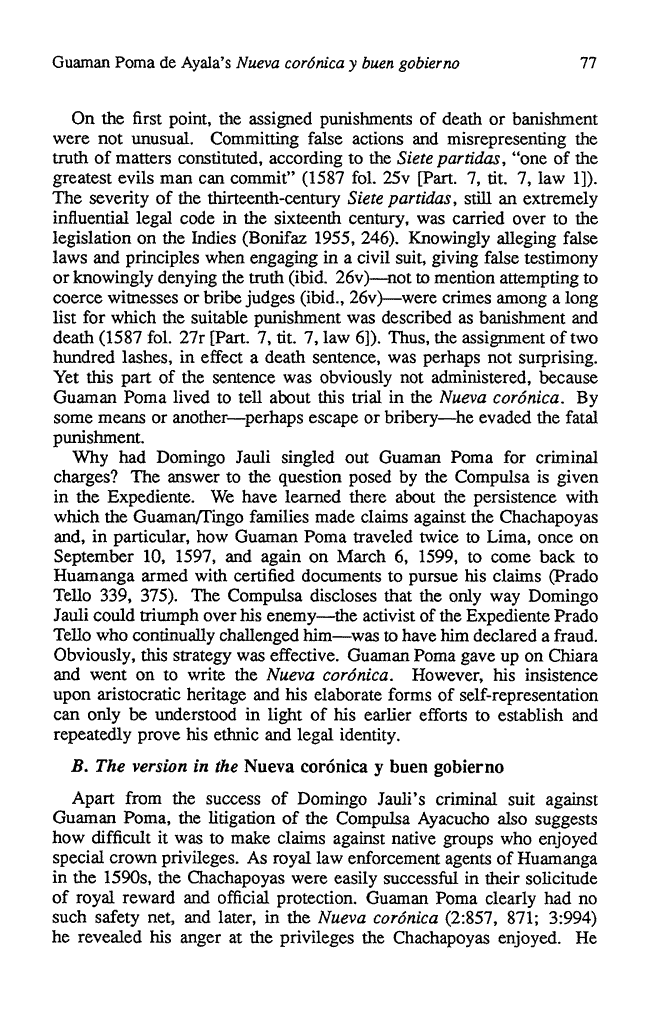 Guaman Poma de Ayala's Nueva corónica y buen gobierno 77
On the first point, the assigned punishments of death or banishment
were not unusual. Committing false actions and misrepresenting the
truth of matters constituted, according to the Siete partidas, “one of the
greatest evils man can commit” (1587 fol. 25v [Part. 7, tit. 7, law 1]).
The severity of the thirteenth-century Siete partidas, still an extremely
influential legal code in the sixteenth century, was carried over to the
legislation on the Indies (Bonifaz 1955, 246). Knowingly alleging false
laws and principles when engaging in a civil suit, giving false testimony
or knowingly denying the truth (ibid. 26v)—not to mention attempting to
coerce witnesses or bribe judges (ibid., 26v)—were crimes among a long
list for which the suitable punishment was described as banishment and
death (1587 fol. 27r [Part. 7, tit. 7, law 6]). Thus, the assignment of two
hundred lashes, in effect a death sentence, was perhaps not surprising.
Yet this part of the sentence was obviously not administered, because
Guaman Poma lived to tell about this trial in the Nueva corónica. By
some means or another—perhaps escape or bribery—he evaded the fatal
punishment.
Why had Domingo Jauli singled out Guaman Poma for criminal
charges? The answer to the question posed by the Compulsa is given
in the Expediente. We have learned there about the persistence with
which the Guaman/Tingo families made claims against the Chachapoyas
and, in particular, how Guaman Poma traveled twice to Lima, once on
September 10, 1597, and again on March 6, 1599, to come back to
Huamanga armed with certified documents to pursue his claims (Prado
Tello 339, 375). The Compulsa discloses that the only way Domingo
Jauli could triumph over his enemy—the activist of the Expediente Prado
Tello who continually challenged him—was to have him declared a fraud.
Obviously, this strategy was effective. Guaman Poma gave up on Chiara
and went on to write the Nueva corónica. However, his insistence
upon aristocratic heritage and his elaborate forms of self-representation
can only be understood in light of his earlier efforts to establish and
repeatedly prove his ethnic and legal identity.
B. The version in the Nueva corónica y buen gobierno
Apart from the success of Domingo Jauli's criminal suit against
Guaman Poma, the litigation of the Compulsa Ayacucho also suggests
how difficult it was to make claims against native groups who enjoyed
special crown privileges. As royal law enforcement agents of Huamanga
in the 1590s, the Chachapoyas were easily successful in their solicitude
of royal reward and official protection. Guaman Poma clearly had no
such safety net, and later, in the Nueva corónica (2:857, 871; 3:994)
he revealed his anger at the privileges the Chachapoyas enjoyed. He